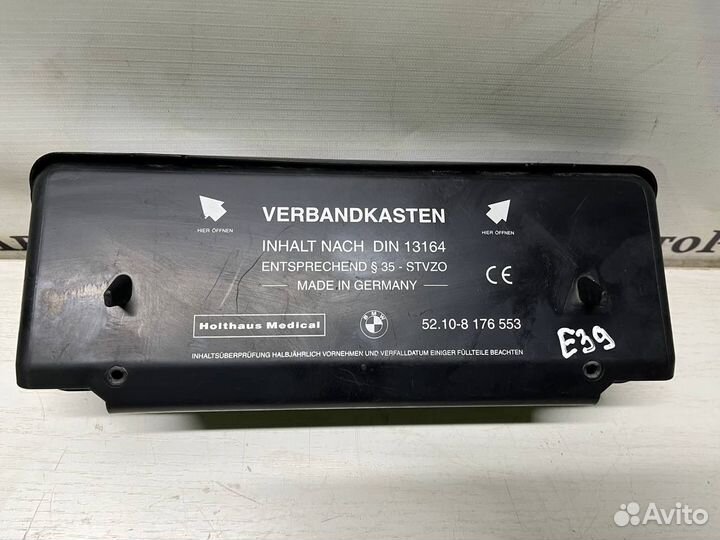 VERBANDKASTEN
HIER ÖFFNEN
HIER ÖFFNEN
INHALT NACH DIN 13164
ENTSPRECHEND § 35 - STVZO
MADE IN GERMANY
CE
Holthaus Medical
BMW
52.10-8 176 553
E39
INHALTSÜBERPRÜFUNG HALBJÄHRLICH VORNEHMEN UND VERFALLDATUM EINIGER FÜLLTEILE BEACHTEN
Avito